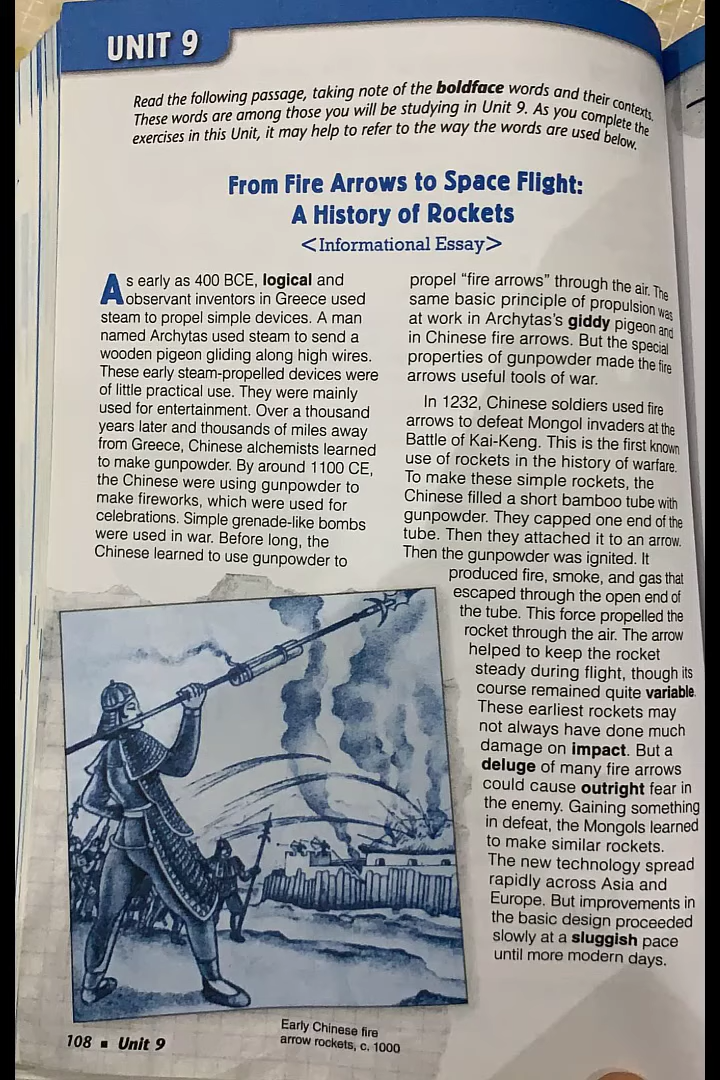 UNIT 9
Read the following passage, taking note of the boldface words and their contexts.
These words are among those you will be studying in Unit 9. As you complete the
exercises in this Unit, it may help to refer to the way the words are used below.
From Fire Arrows to Space Flight:
A History of Rockets
<Informational Essay>
As early as 400 BCE, logical and
observant inventors in Greece used
steam to propel simple devices. A man
named Archytas used steam to send a
wooden pigeon gliding along high wires.
These early steam-propelled devices were
of little practical use. They were mainly
used for entertainment. Over a thousand
years later and thousands of miles away
from Greece, Chinese alchemists learned
to make gunpowder. By around 1100 CE,
the Chinese were using gunpowder to
make fireworks, which were used for
celebrations. Simple grenade-like bombs
were used in war. Before long, the
Chinese learned to use gunpowder to
propel “fire arrows” through the air. The
same basic principle of propulsion was
at work in Archytas’s giddy pigeon and
in Chinese fire arrows. But the special
properties of gunpowder made the fire
arrows useful tools of war.
In 1232, Chinese soldiers used fire
arrows to defeat Mongol invaders at the
Battle of Kai-Keng. This is the first known
use of rockets in the history of warfare.
To make these simple rockets, the
Chinese filled a short bamboo tube with
gunpowder. They capped one end of the
tube. Then they attached it to an arrow.
Then the gunpowder was ignited. It
produced fire, smoke, and gas that
escaped through the open end of
the tube. This force propelled the
rocket through the air. The arrow
helped to keep the rocket
steady during flight, though its
course remained quite variable.
These earliest rockets may
not always have done much
damage on impact. But a
deluge of many fire arrows
could cause outright fear in
the enemy. Gaining something
in defeat, the Mongols learned
to make similar rockets.
The new technology spread
rapidly across Asia and
Europe. But improvements in
the basic design proceeded
slowly at a sluggish pace
until more modern days.
Early Chinese fire
arrow rockets, c. 1000
108 ■ Unit 9